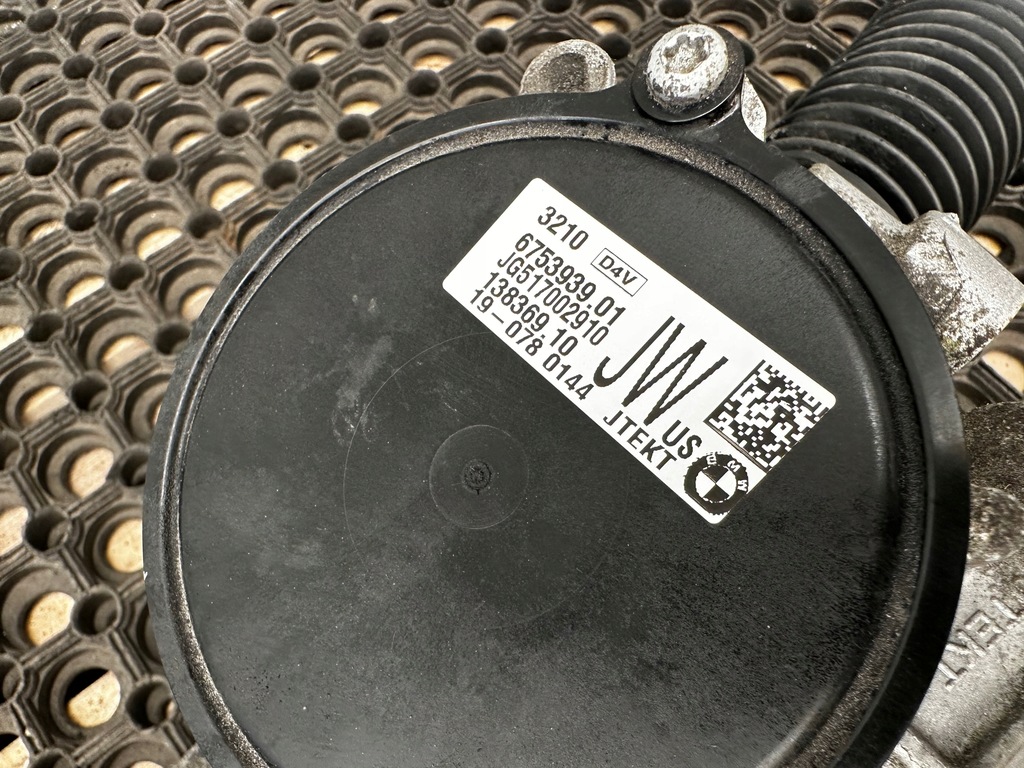 3210 D4V
6753939.01
JG517002910
138369.10
19-078 0144
JW US
JTEKT
BMW